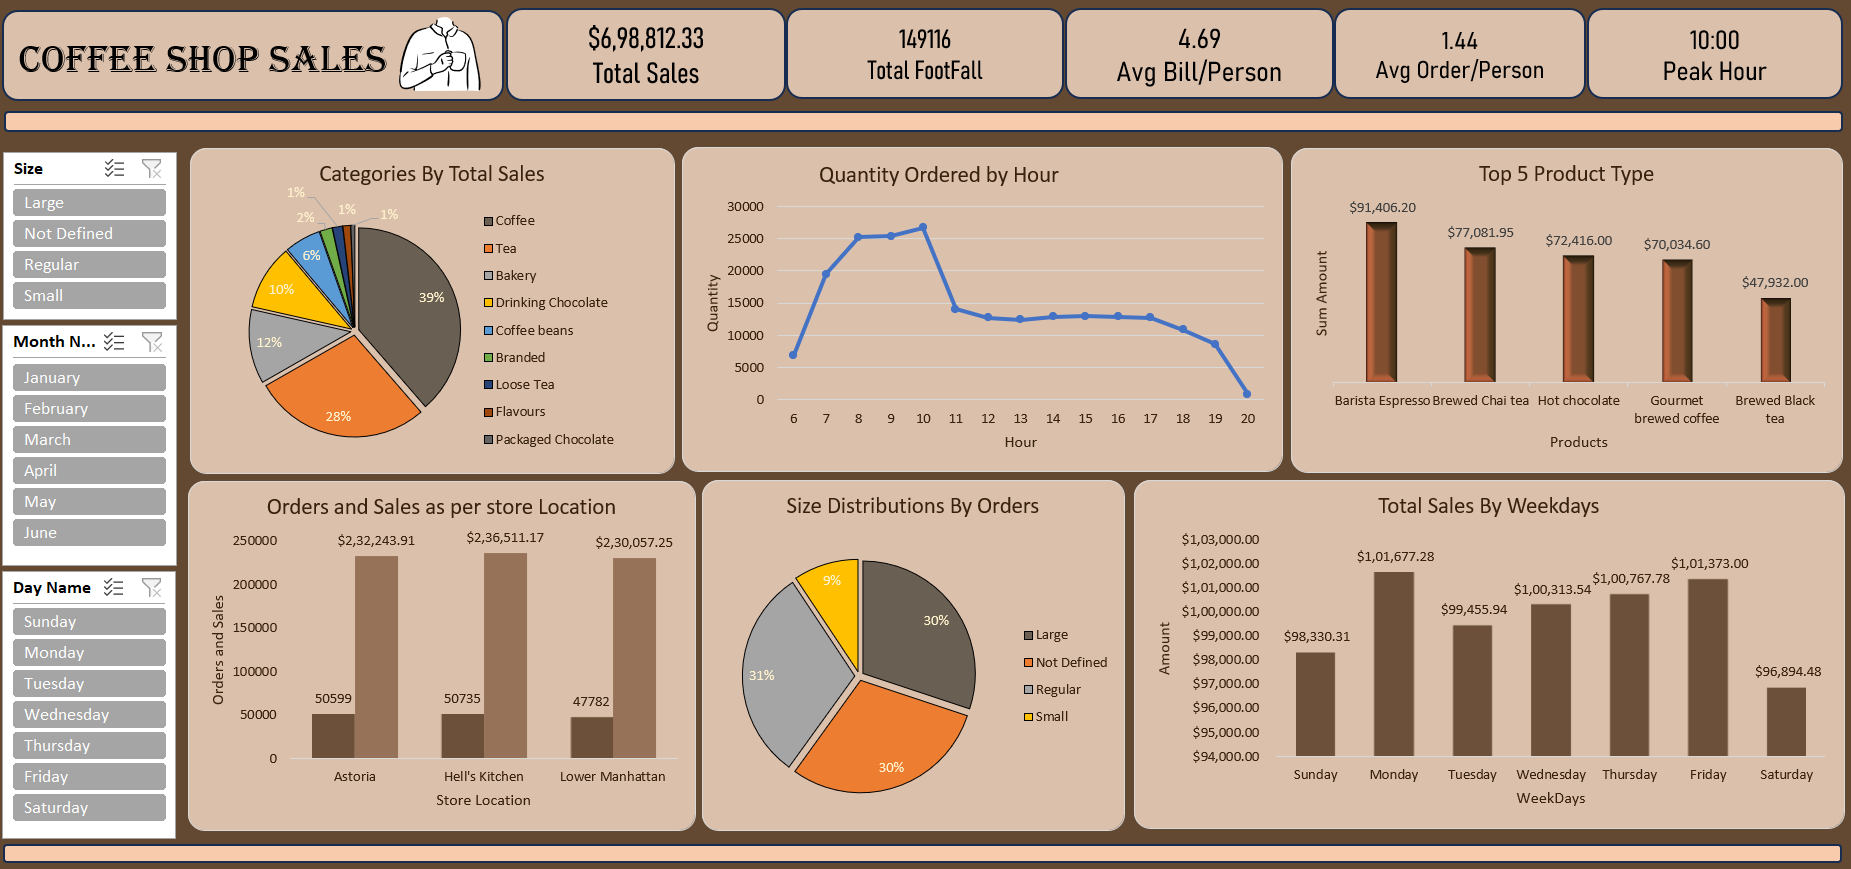 COFFEE SHOP SALES
$6,98,812.33
Total Sales
149116
Total FootFall
4.69
Avg Bill/Person
1.44
Avg Order/Person
10:00
Peak Hour
Size
Large
Not Defined
Regular
Small
Month N...
January
February
March
April
May
June
Day Name
Sunday
Monday
Tuesday
Wednesday
Thursday
Friday
Saturday
Categories By Total Sales
1%
2%
1%
1%
6%
10%
12%
28%
39%
Coffee
Tea
Bakery
Drinking Chocolate
Coffee beans
Branded
Loose Tea
Flavours
Packaged Chocolate
Quantity Ordered by Hour
Quantity
30000
25000
20000
15000
10000
5000
0
6 7 8 9 10 11 12 13 14 15 16 17 18 19 20
Hour
Top 5 Product Type
Sum Amount
$91,406.20
$77,081.95
$72,416.00
$70,034.60
$47,932.00
Barista Espresso
Brewed Chai tea
Hot chocolate
Gourmet
brewed coffee
Brewed Black
tea
Products
Orders and Sales as per store Location
Orders and Sales
250000
200000
150000
100000
50000
0
$2,32,243.91
$2,36,511.17
$2,30,057.25
50599
50735
47782
Astoria
Hell's Kitchen
Lower Manhattan
Store Location
Size Distributions By Orders
9%
30%
31%
30%
Large
Not Defined
Regular
Small
Total Sales By Weekdays
Amount
$1,03,000.00
$1,02,000.00
$1,01,000.00
$1,00,000.00
$99,000.00
$98,000.00
$97,000.00
$96,000.00
$95,000.00
$94,000.00
$98,330.31
$1,01,677.28
$99,455.94
$1,00,313.54
$1,00,767.78
$1,01,373.00
$96,894.48
Sunday
Monday
Tuesday
Wednesday
Thursday
Friday
Saturday
WeekDays